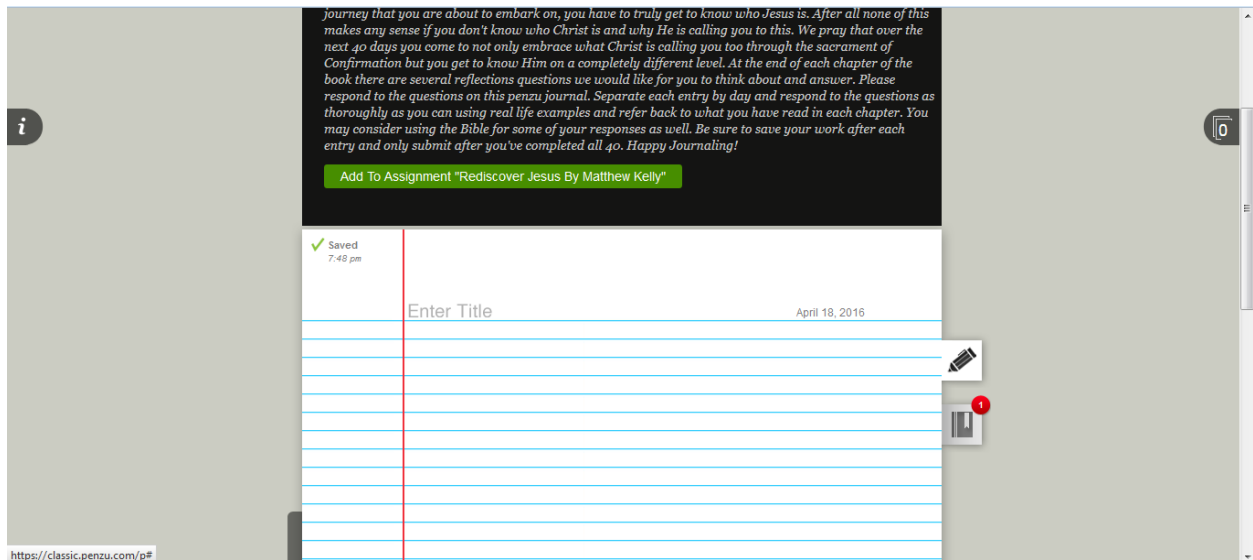 journey that you are about to embark on, you have to truly get to know who Jesus is. After all none of this
makes any sense if you don't know who Christ is and why He is calling you to this. We pray that over the
next 40 days you come to not only embrace what Christ is calling you too through the sacrament of
Confirmation but you get to know Him on a completely different level. At the end of each chapter of the
book there are several reflections questions we would like for you to think about and answer. Please
respond to the questions on this penzu journal. Separate each entry by day and respond to the questions as
thoroughly as you can using real life examples and refer back to what you have read in each chapter. You
may consider using the Bible for some of your responses as well. Be sure to save your work after each
entry and only submit after you've completed all 40. Happy Journaling!
i
0
Add To Assignment "Rediscover Jesus By Matthew Kelly"
Saved
7:48 pm
Enter Title
April 18, 2016
1
https://classic.penzu.com/p#